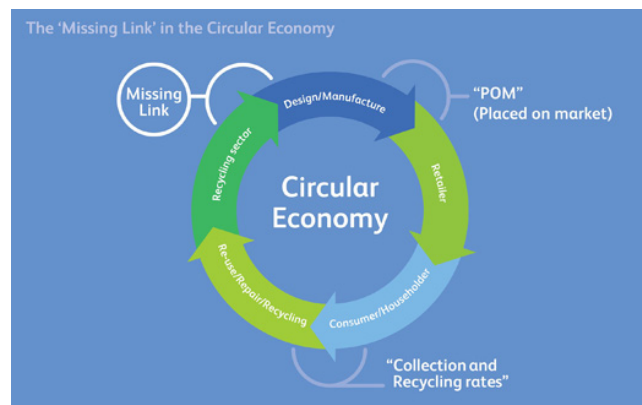 The ‘Missing Link’ in the Circular Economy
Missing
Link
Design/Manufacture
“POM”
(Placed on market)
Recycling sector
Retailer
Circular
Economy
Re-use/Repair/Recycling
Consumer/Householder
“Collection and
Recycling rates”